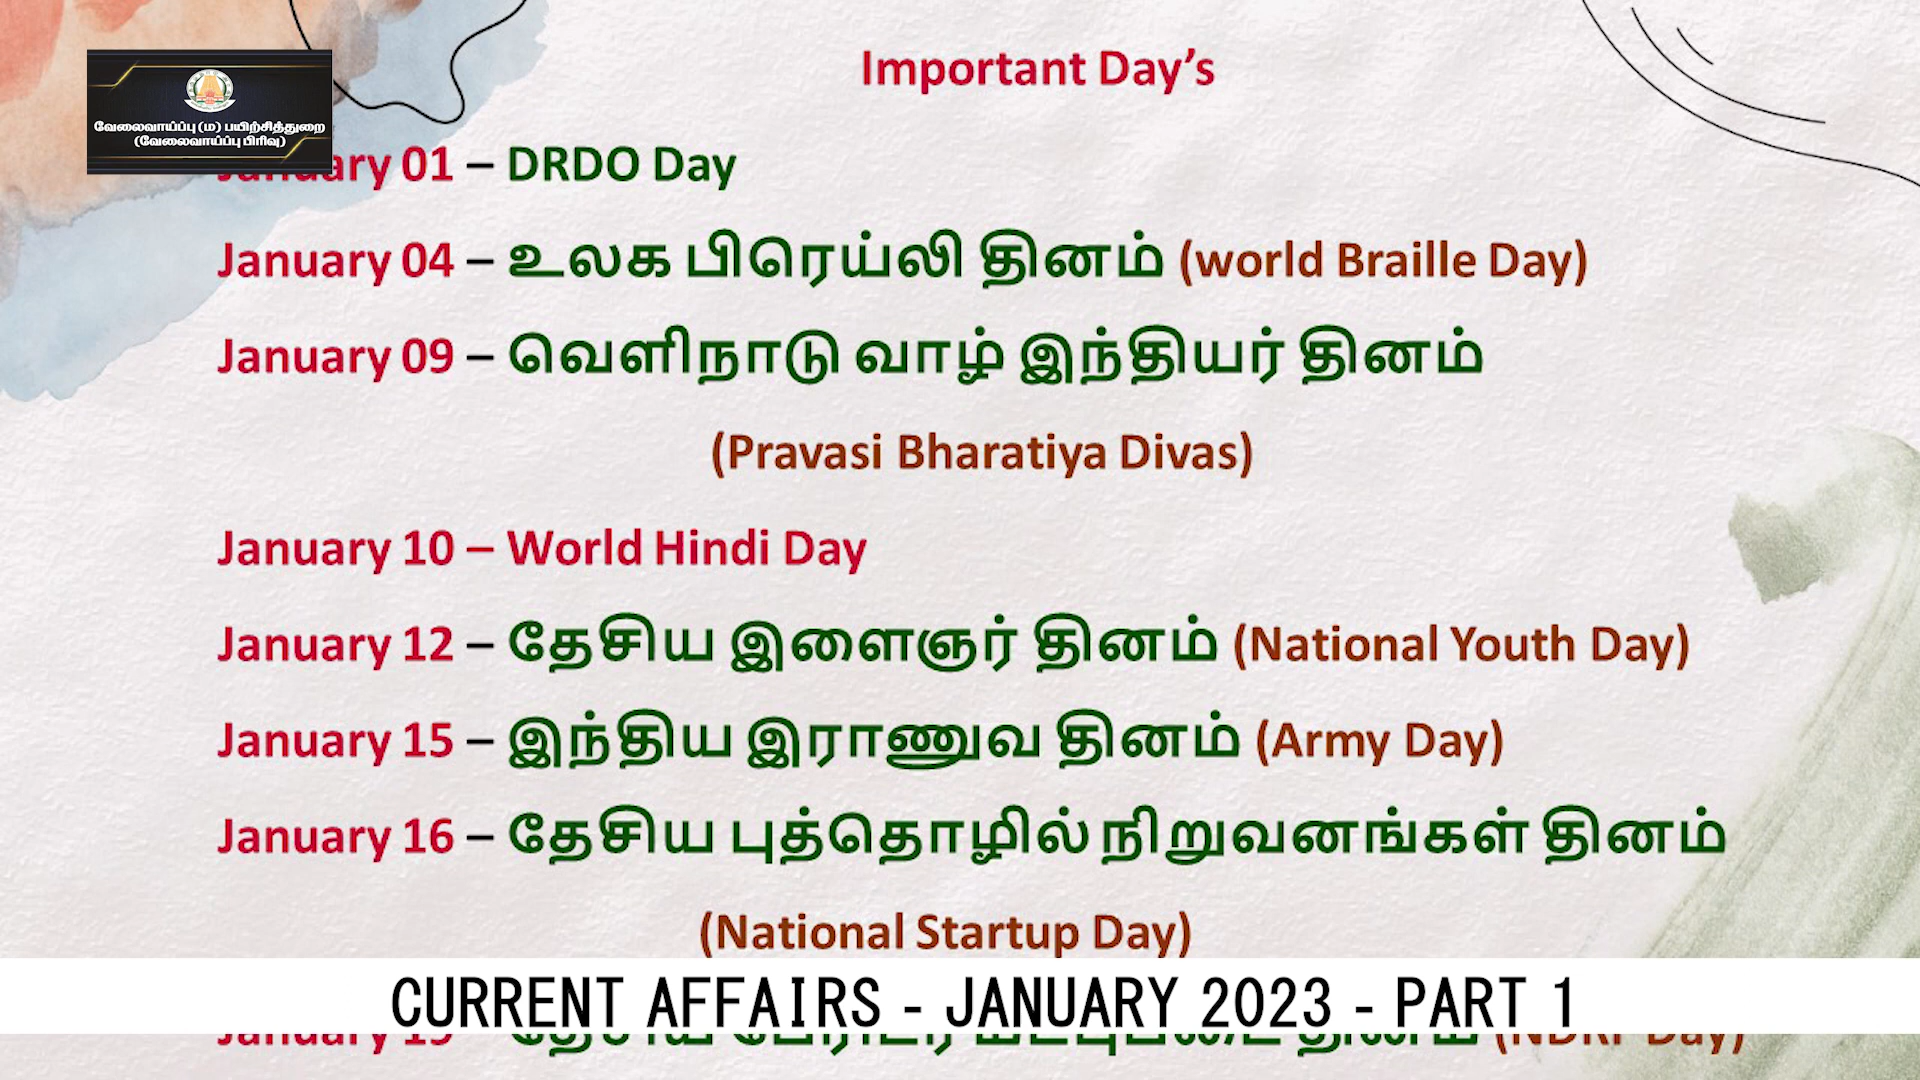 Important Day's
வேலைவாய்ப்பு (ம) பயிற்சித்துறை
(வேலைவாய்ப்பு பிரிவு)
January 01 – DRDO Day
January 04 – உலக பிரெய்லி தினம் (world Braille Day)
January 09 – வெளிநாடு வாழ் இந்தியர் தினம்
(Pravasi Bharatiya Divas)
January 10 – World Hindi Day
January 12 – தேசிய இளைஞர் தினம் (National Youth Day)
January 15 – இந்திய இராணுவ தினம் (Army Day)
January 16 – தேசிய புத்தொழில் நிறுவனங்கள் தினம்
(National Startup Day)
CURRENT AFFAIRS - JANUARY 2023 - PART 1